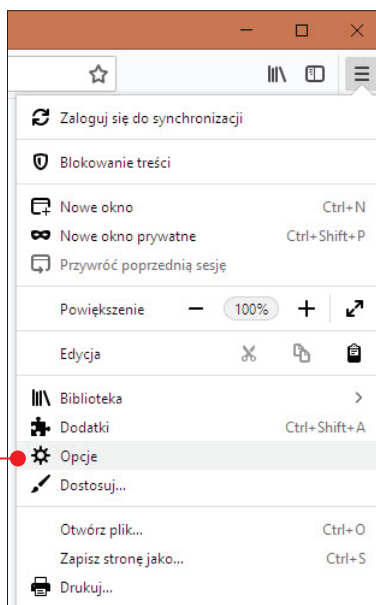 Zaloguj się do synchronizacji
Blokowanie treści
Nowe okno Ctrl+N
Nowe okno prywatne Ctrl+Shift+P
Przywróć poprzednią sesję
Powiększenie 100%
Edycja
Biblioteka
Dodatki Ctrl+Shift+A
Opcje
Dostosuj...
Otwórz plik... Ctrl+O
Zapisz stronę jako... Ctrl+S
Drukuj...